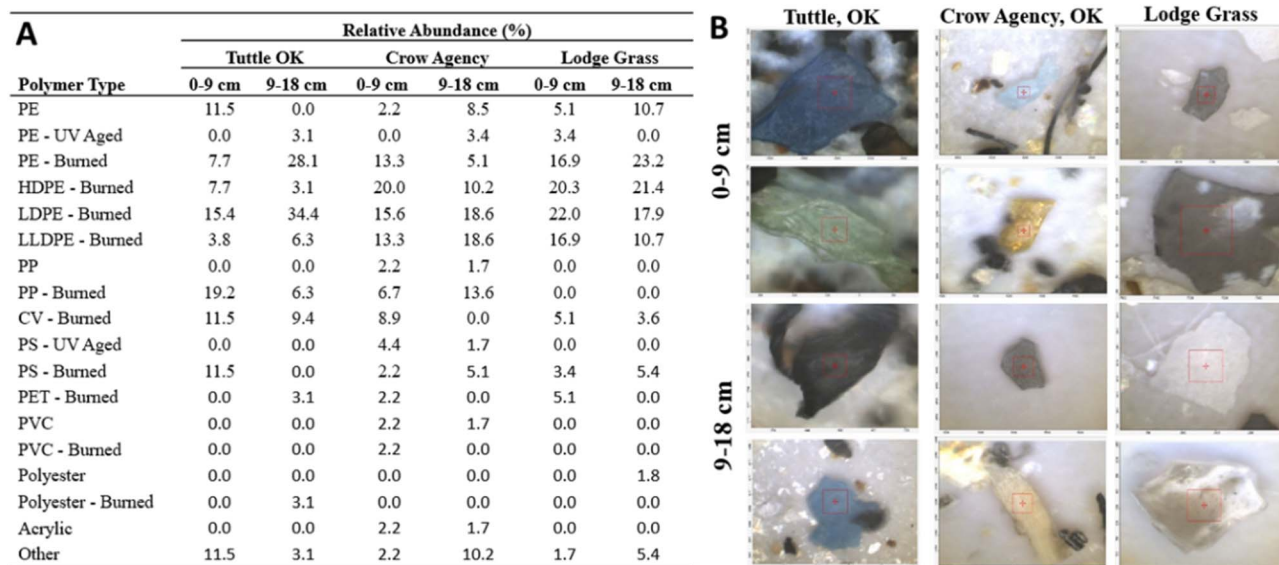 A
Relative Abundance (%)
Tuttle OK Crow Agency Lodge Grass
Polymer Type 0-9 cm 9-18 cm 0-9 cm 9-18 cm 0-9 cm 9-18 cm
PE 11.5 0.0 2.2 8.5 5.1 10.7
PE - UV Aged 0.0 3.1 0.0 3.4 3.4 0.0
PE - Burned 7.7 28.1 13.3 5.1 16.9 23.2
HDPE - Burned 7.7 3.1 20.0 10.2 20.3 21.4
LDPE - Burned 15.4 34.4 15.6 18.6 22.0 17.9
LLDPE - Burned 3.8 6.3 13.3 18.6 16.9 10.7
PP 0.0 0.0 2.2 1.7 0.0 0.0
PP - Burned 19.2 6.3 6.7 13.6 0.0 0.0
CV - Burned 11.5 9.4 8.9 0.0 5.1 3.6
PS - UV Aged 0.0 0.0 4.4 1.7 0.0 0.0
PS - Burned 11.5 0.0 2.2 5.1 3.4 5.4
PET - Burned 0.0 3.1 2.2 0.0 5.1 0.0
PVC 0.0 0.0 2.2 1.7 0.0 0.0
PVC - Burned 0.0 0.0 2.2 0.0 0.0 0.0
Polyester 0.0 0.0 0.0 0.0 0.0 1.8
Polyester - Burned 0.0 3.1 0.0 0.0 0.0 0.0
Acrylic 0.0 0.0 2.2 1.7 0.0 0.0
Other 11.5 3.1 2.2 10.2 1.7 5.4
B
Tuttle, OK Crow Agency, OK Lodge Grass
0-9 cm
9-18 cm